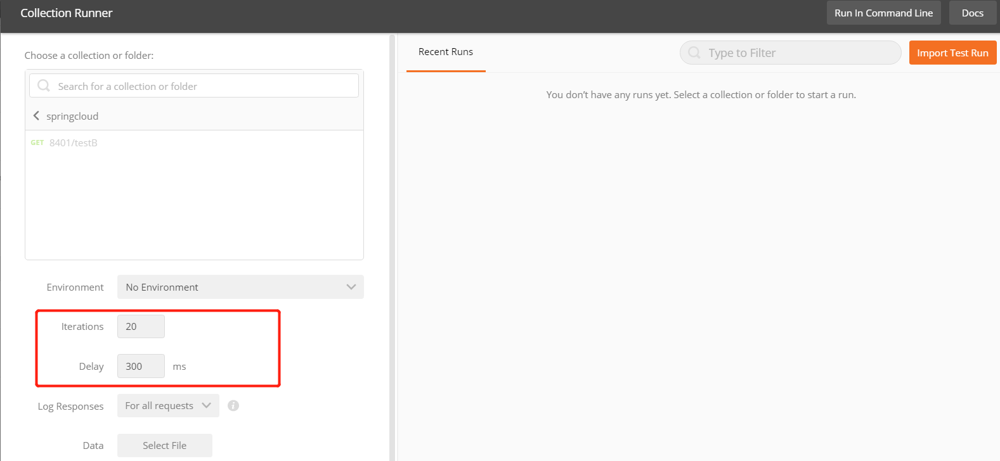 Collection Runner
Run In Command Line
Docs
Choose a collection or folder:
Search for a collection or folder
springcloud
GET 8401/testB
Environment No Environment
Iterations 20
Delay 300 ms
Log Responses For all requests
Data Select File
Recent Runs
Type to Filter
Import Test Run
You don’t have any runs yet. Select a collection or folder to start a run.